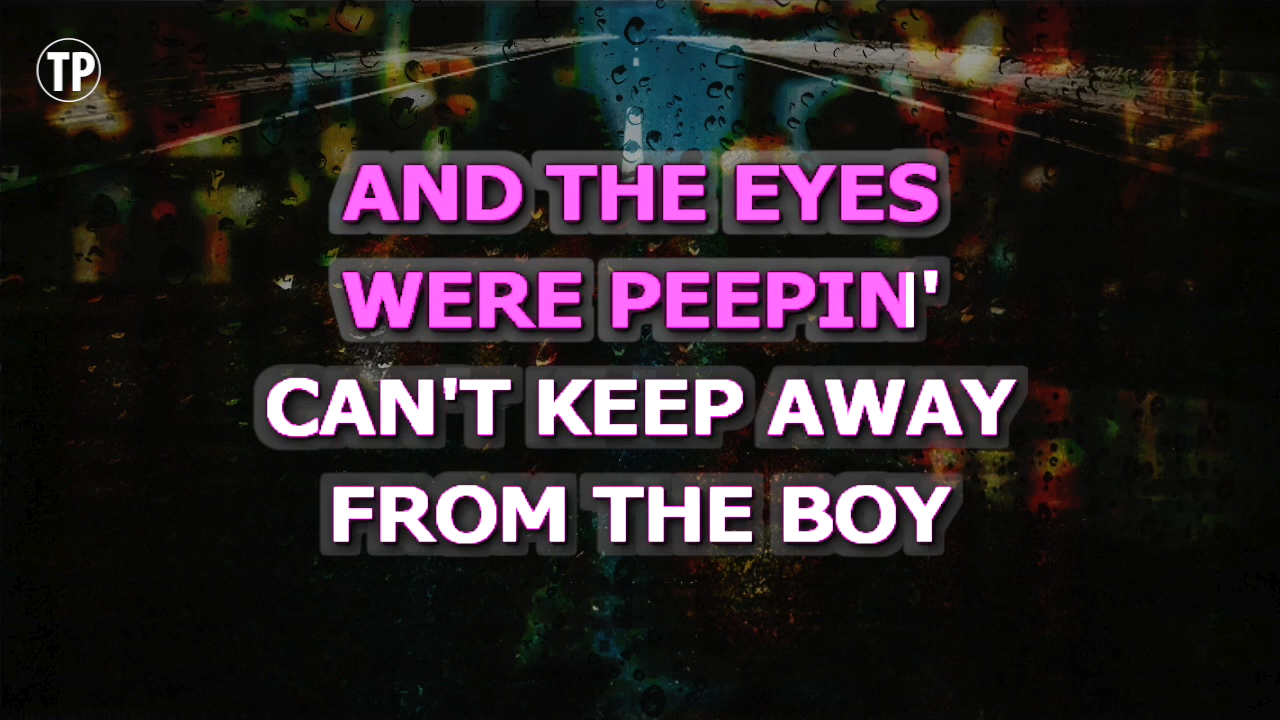 TP
AND THE EYES
WERE PEEPIN'
CAN'T KEEP AWAY
FROM THE BOY